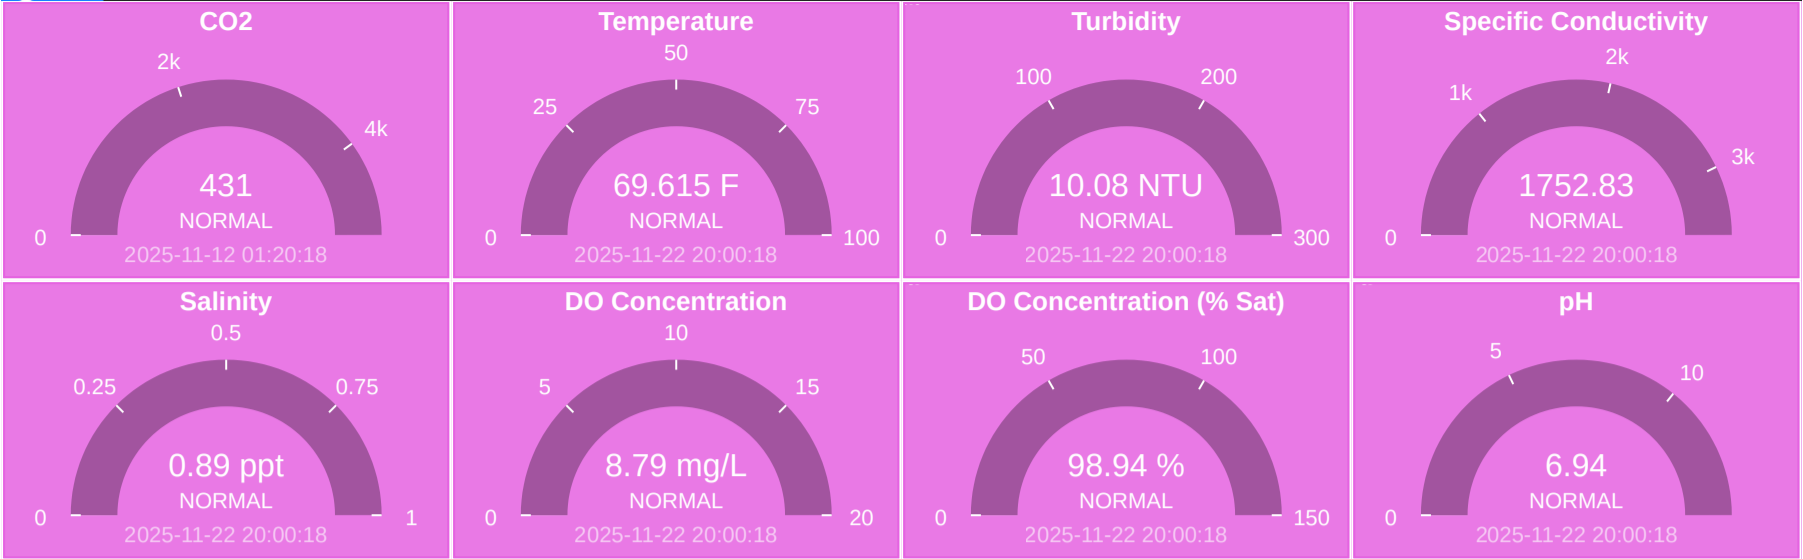 CO2
2k
4k
0
431
NORMAL
2025-11-12 01:20:18
Temperature
50
25
75
0
100
69.615 F
NORMAL
2025-11-22 20:00:18
Turbidity
100
200
0
300
10.08 NTU
NORMAL
2025-11-22 20:00:18
Specific Conductivity
2k
1k
3k
0
1752.83
NORMAL
2025-11-22 20:00:18
Salinity
0.5
0.25
0.75
0
1
0.89 ppt
NORMAL
2025-11-22 20:00:18
DO Concentration
10
5
15
0
20
8.79 mg/L
NORMAL
2025-11-22 20:00:18
DO Concentration (% Sat)
50
100
0
150
98.94 %
NORMAL
2025-11-22 20:00:18
pH
5
10
0
6.94
NORMAL
2025-11-22 20:00:18